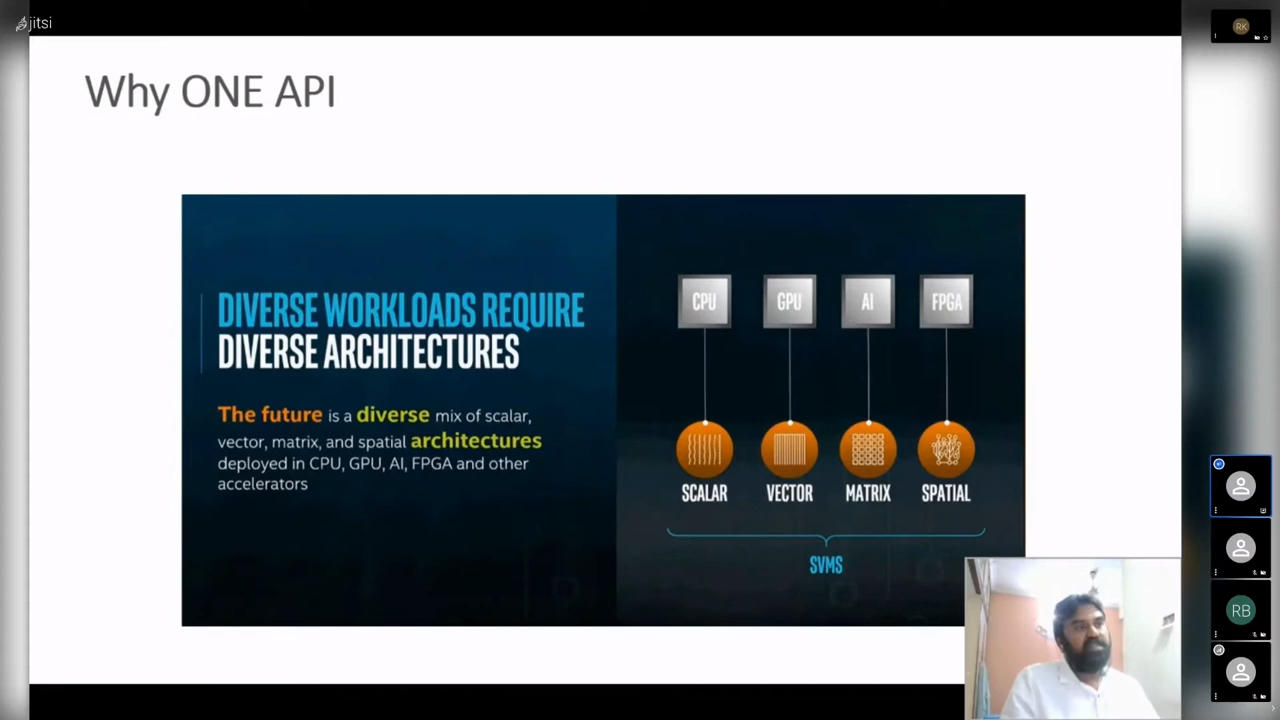 jitsi
RK
Why ONE API
DIVERSE WORKLOADS REQUIRE
DIVERSE ARCHITECTURES
The future is a diverse mix of scalar,
vector, matrix, and spatial architectures
deployed in CPU, GPU, AI, FPGA and other
accelerators
CPU GPU AI FPGA
SCALAR VECTOR MATRIX SPATIAL
SVMS
RB